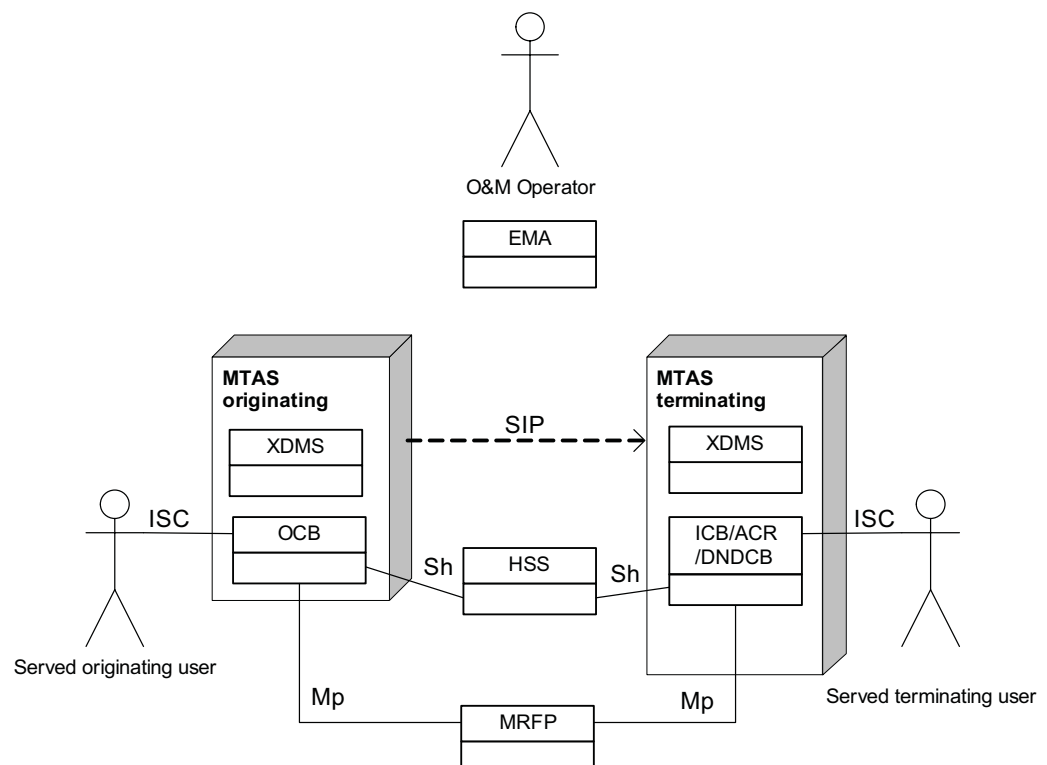 O&M Operator
EMA
MTAS
originating
MTAS
terminating
SIP
XDMS
XDMS
ISC
OCB
ICB/ACR
/DNDCB
ISC
Sh
HSS
Sh
Served originating user
Served terminating user
Mp
MRFP
Mp